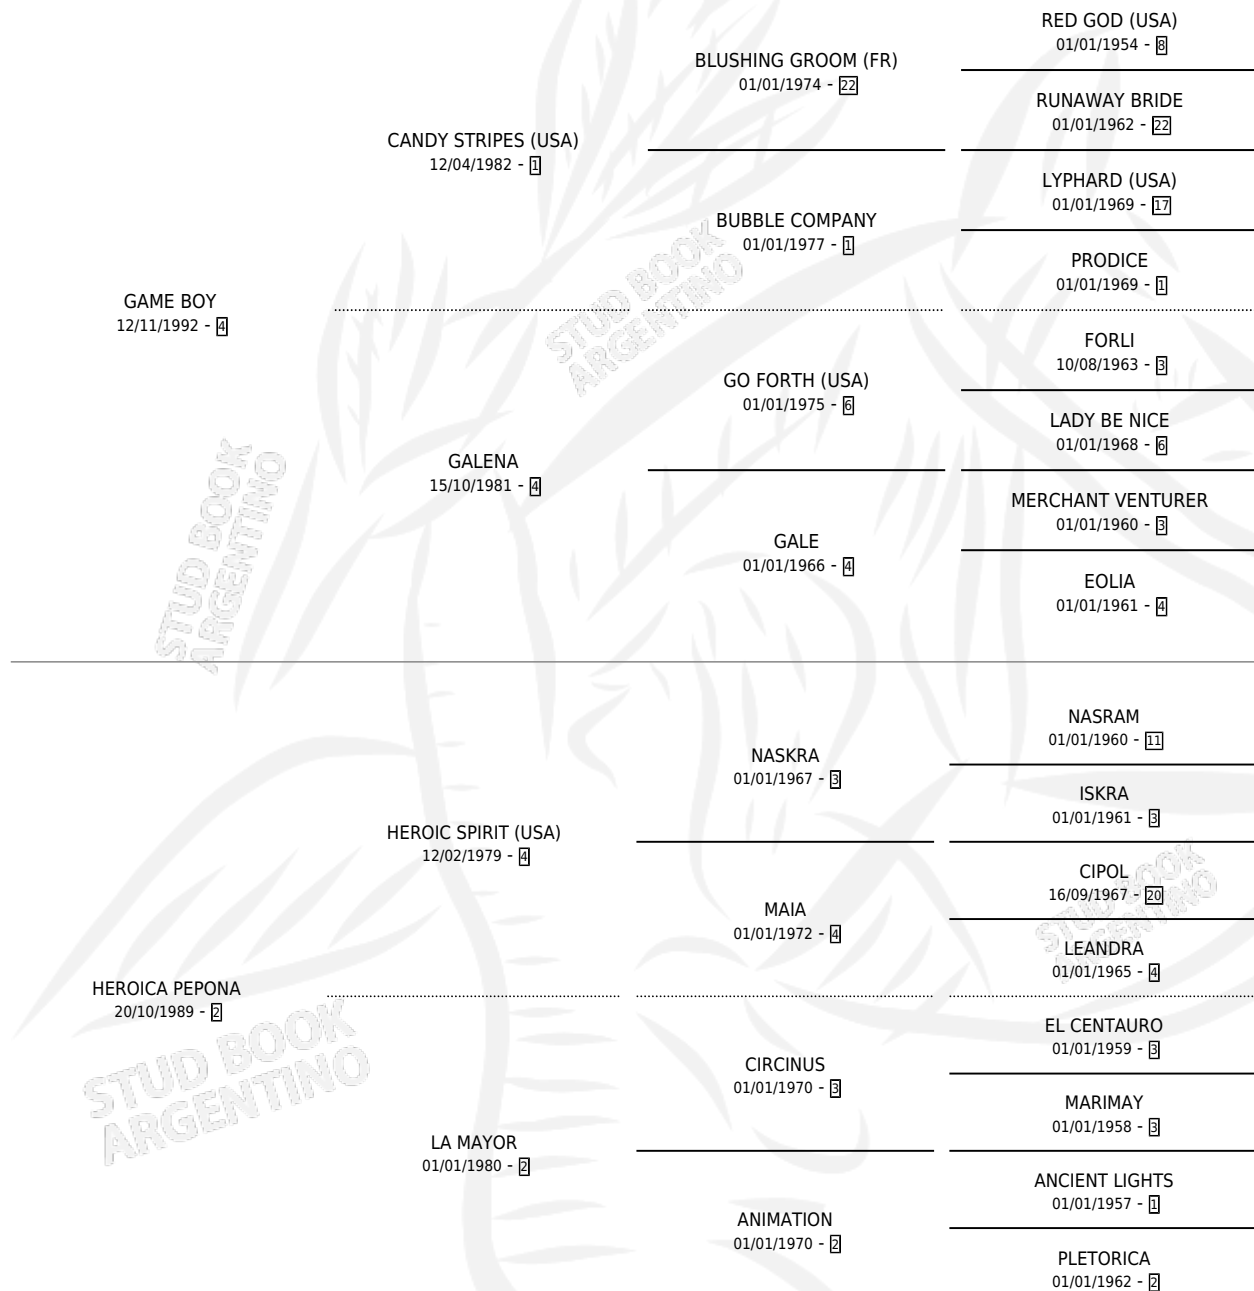 RED GOD (USA)
01/01/1954 - 8
BLUSHING GROOM (FR)
01/01/1974 - 22
RUNAWAY BRIDE
01/01/1962 - 22
CANDY STRIPES (USA)
12/04/1982 - 1
LYPHARD (USA)
01/01/1969 - 17
BUBBLE COMPANY
01/01/1977 - 1
PRODICE
01/01/1969 - 1
GAME BOY
12/11/1992 - 4
FORLI
10/08/1963 - 3
GO FORTH (USA)
01/01/1975 - 6
LADY BE NICE
01/01/1968 - 6
GALENA
15/10/1981 - 4
MERCHANT VENTURER
01/01/1960 - 3
GALE
01/01/1966 - 4
EOLIA
01/01/1961 - 4
NASRAM
01/01/1960 - 11
NASKRA
01/01/1967 - 3
ISKRA
01/01/1961 - 3
HEROIC SPIRIT (USA)
12/02/1979 - 4
CIPOL
16/09/1967 - 20
MAIA
01/01/1972 - 4
LEANDRA
01/01/1965 - 4
HEROICA PEPONA
20/10/1989 - 2
EL CENTAURO
01/01/1959 - 3
CIRCINUS
01/01/1970 - 3
MARIMAY
01/01/1958 - 3
LA MAYOR
01/01/1980 - 2
ANCIENT LIGHTS
01/01/1957 - 1
ANIMATION
01/01/1970 - 2
PLETORICA
01/01/1962 - 2
STUD BOOK
ARGENTINO
STUD BOOK
ARGENTINO
STUD BOOK
ARGENTINO
STUD BOOK
ARGENTINO